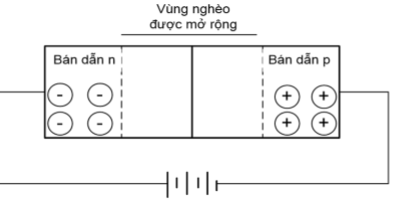 Vùng nghèo
được mở rộng
Bán dẫn n
Bán dẫn p
- -
- -
+ +
+ +